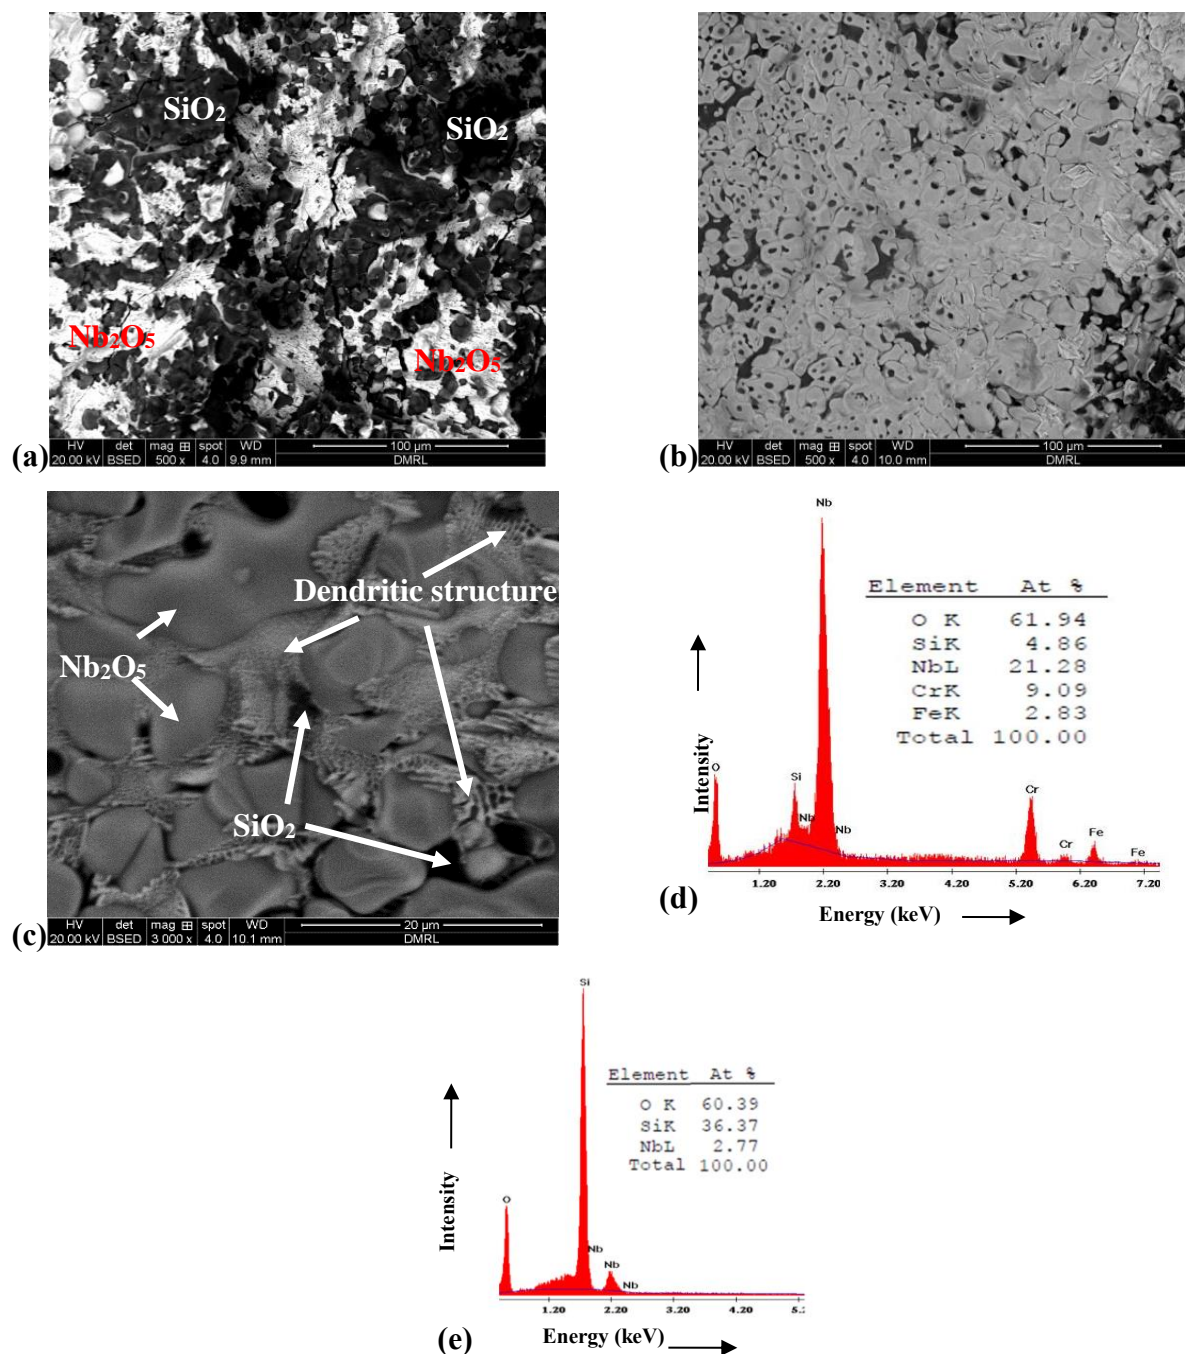 SiO₂
SiO₂
Nb₂O₅
Nb₂O₅
HV det mag ⊞ spot WD 100 µm
20.00 kV BSED 500 x 4.0 9.9 mm DMRL
(a)
HV det mag ⊞ spot WD 100 µm
20.00 kV BSED 500 x 4.0 10.0 mm DMRL
(b)
Dendritic structure
Nb₂O₅
SiO₂
HV det mag ⊞ spot WD 20 µm
20.00 kV BSED 3 000 x 4.0 10.1 mm DMRL
(c)
Nb
Element At %
O K 61.94
SiK 4.86
NbL 21.28
CrK 9.09
FeK 2.83
Total 100.00
Intensity
O
Si
Nb
Nb
Cr
Cr
Fe
Fe
1.20 2.20 3.20 4.20 5.20 6.20 7.20
Energy (keV)
(d)
Si
Element At %
O K 60.39
SiK 36.37
NbL 2.77
Total 100.00
Intensity
O
Nb
Nb
Nb
1.20 2.20 3.20 4.20 5.2
Energy (keV)
(e)